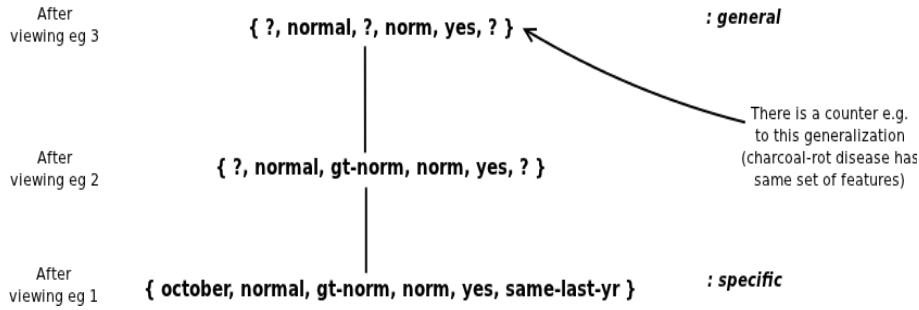 After
viewing eg 3
{ ?, normal, ?, norm, yes, ? }
: general
There is a counter e.g.
to this generalization
(charcoal-rot disease has
same set of features)
After
viewing eg 2
{ ?, normal, gt-norm, norm, yes, ? }
After
viewing eg 1
{ october, normal, gt-norm, norm, yes, same-last-yr }
: specific